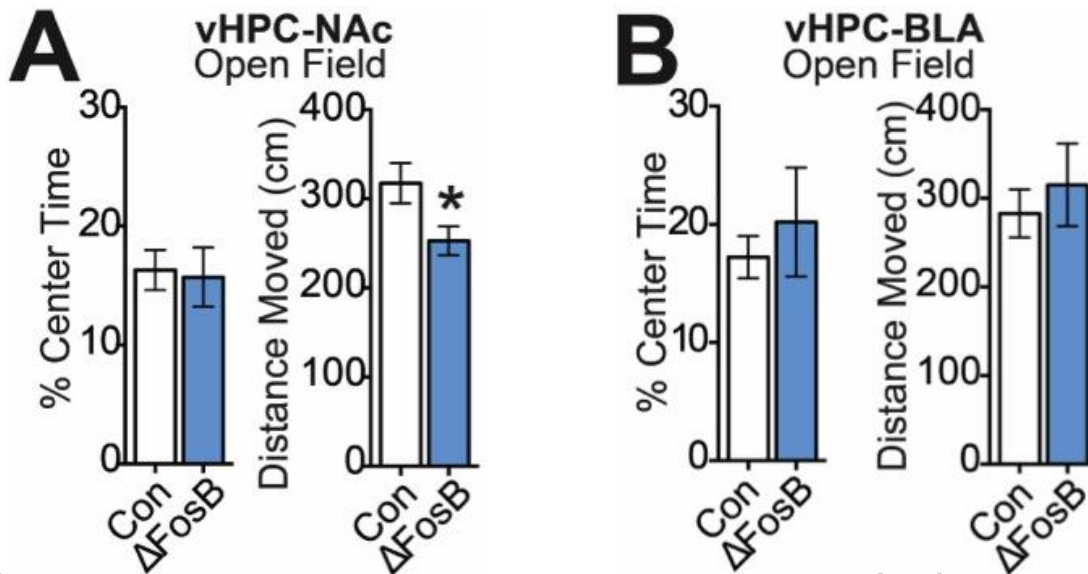 A
vHPC-NAc
Open Field
% Center Time
30
20
10
0
Con
ΔFosB
Distance Moved (cm)
400
300
200
100
0
*
Con
ΔFosB
B
vHPC-BLA
Open Field
% Center Time
30
20
10
0
Con
ΔFosB
Distance Moved (cm)
400
300
200
100
0
Con
ΔFosB